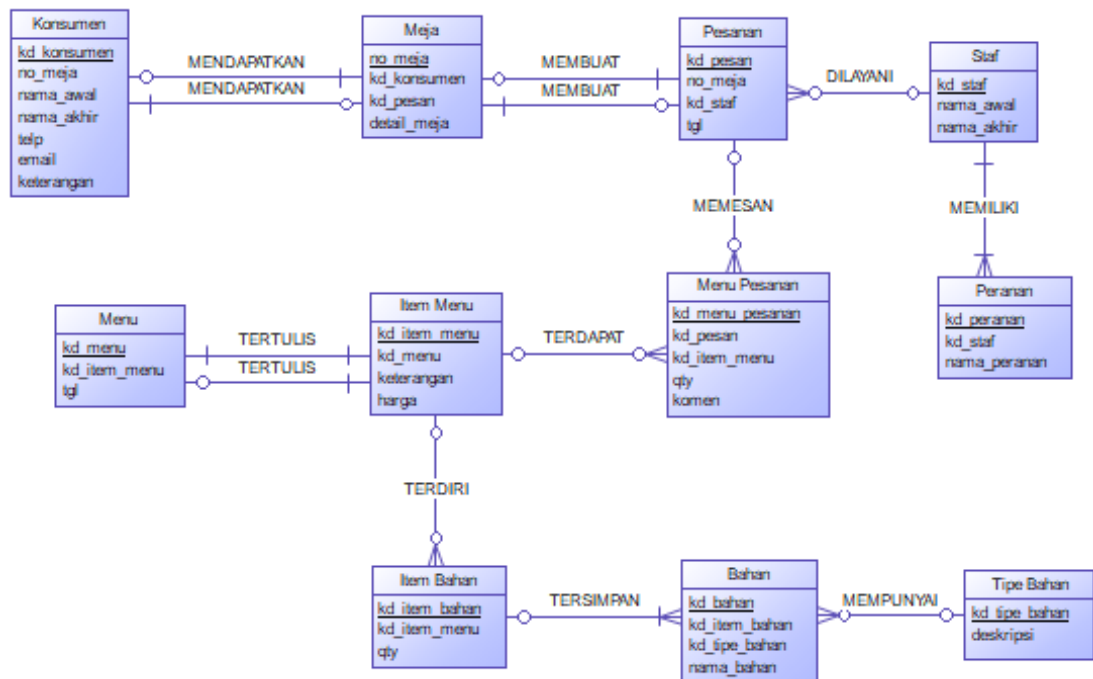 Konsumen
kd_konsumen
no_meja
nama_awal
nama_akhir
telp
email
keterangan
MENDAPATKAN
MENDAPATKAN
Meja
no_meja
kd_konsumen
kd_pesan
detail_meja
MEMBUAT
MEMBUAT
Pesanan
kd_pesan
no_meja
kd_staf
tgl
DILAYANI
Staf
kd_staf
nama_awal
nama_akhir
MEMESAN
MEMILIKI
Menu
kd_menu
kd_item_menu
tgl
TERTULIS
TERTULIS
Item Menu
kd_item_menu
kd_menu
keterangan
harga
TERDAPAT
Menu Pesanan
kd_menu_pesanan
kd_pesan
kd_item_menu
qty
komen
Peranan
kd_peranan
kd_staf
nama_peranan
TERDIRI
Item Bahan
kd_item_bahan
kd_item_menu
qty
TERSIMPAN
Bahan
kd_bahan
kd_item_bahan
kd_tipe_bahan
nama_bahan
MEMPUNYAI
Tipe Bahan
kd_tipe_bahan
deskripsi